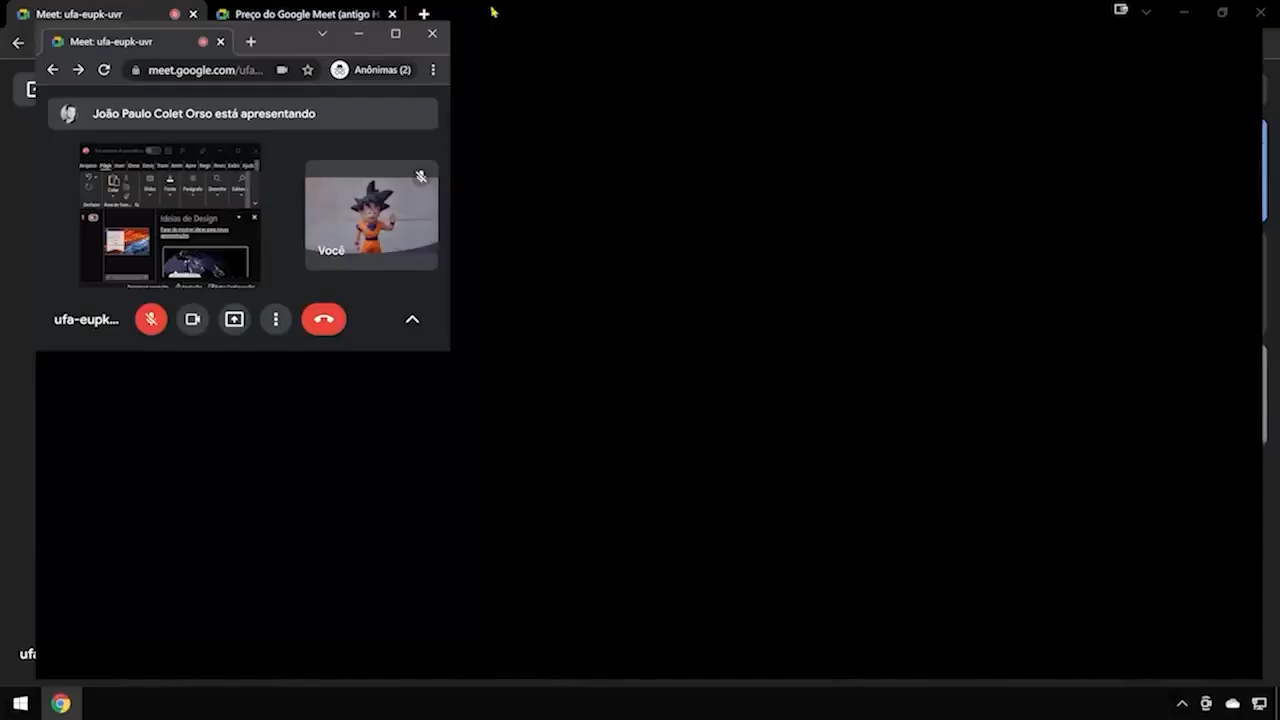 Meet: ufa-eupk-uvr
Preço do Google Meet (antigo H
Meet: ufa-eupk-uvr
meet.google.com/ufa...
Anônimas (2)
João Paulo Colet Orso está apresentando
Ideias de Design
Você
ufa-eupk...
ufa